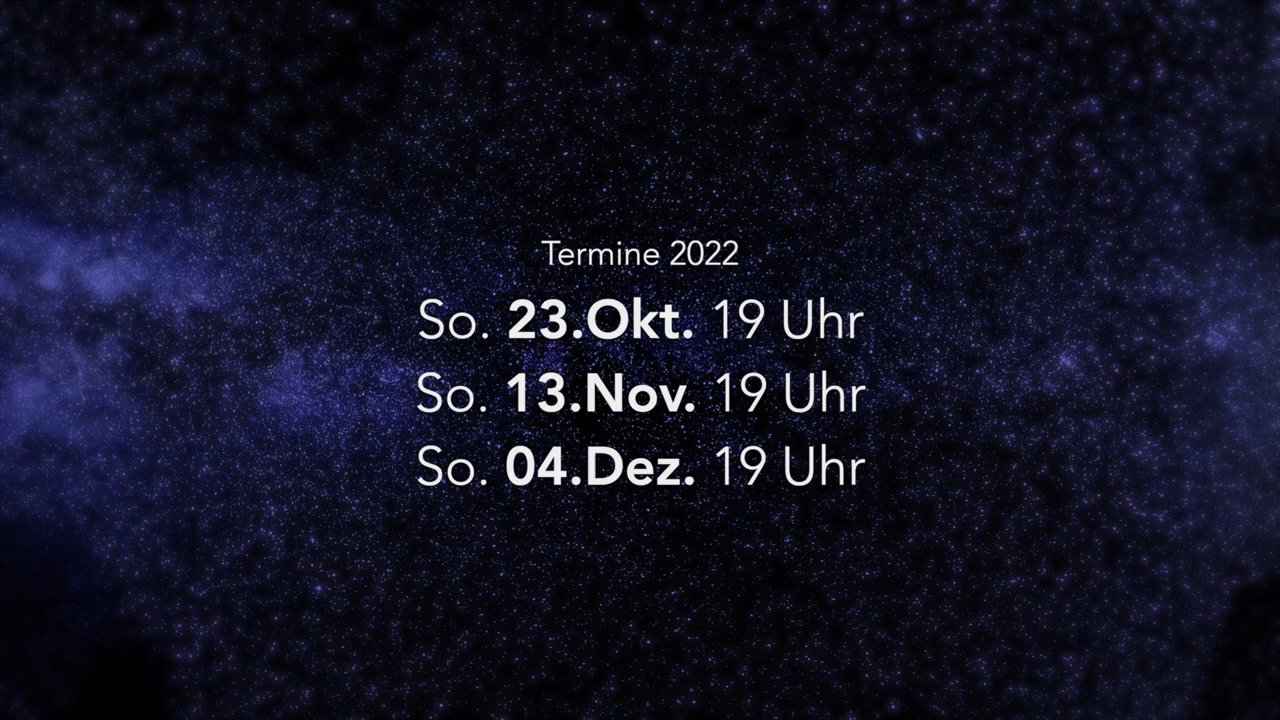 Termine 2022
So. 23.Okt. 19 Uhr
So. 13.Nov. 19 Uhr
So. 04.Dez. 19 Uhr